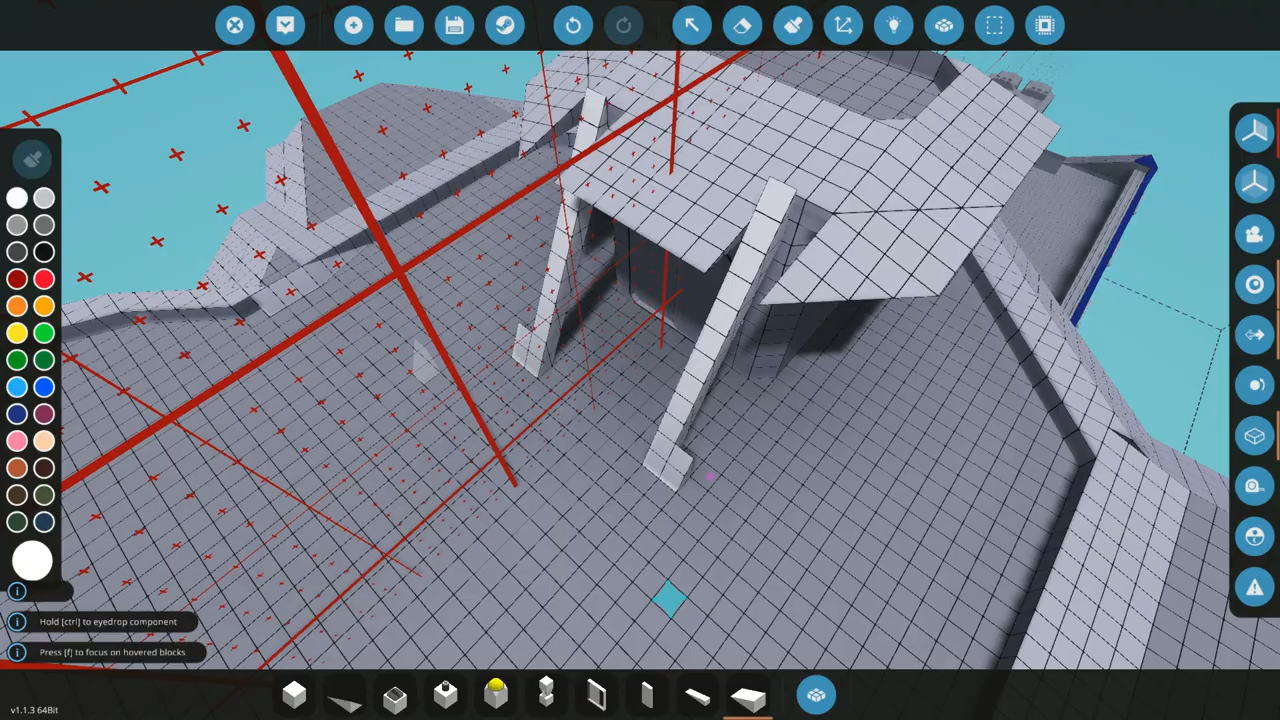 Hold [ctrl] to eyedrop component
Press [f] to focus on hovered blocks
v1.1.3 64Bit